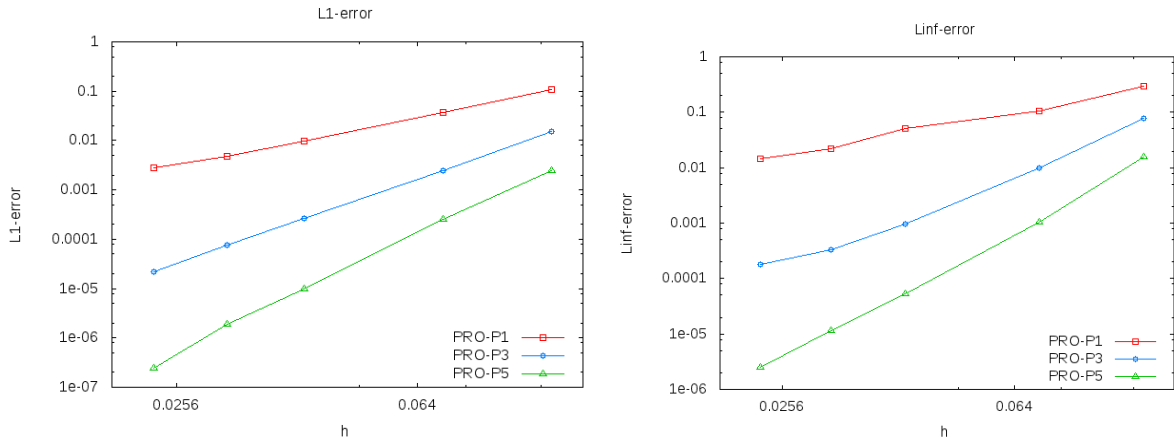 L1-error
1
0.1
0.01
0.001
0.0001
1e-05
1e-06
1e-07
L1-error
PRO-P1
PRO-P3
PRO-P5
0.0256
0.064
h
Linf-error
1
0.1
0.01
0.001
0.0001
1e-05
1e-06
Linf-error
PRO-P1
PRO-P3
PRO-P5
0.0256
0.064
h